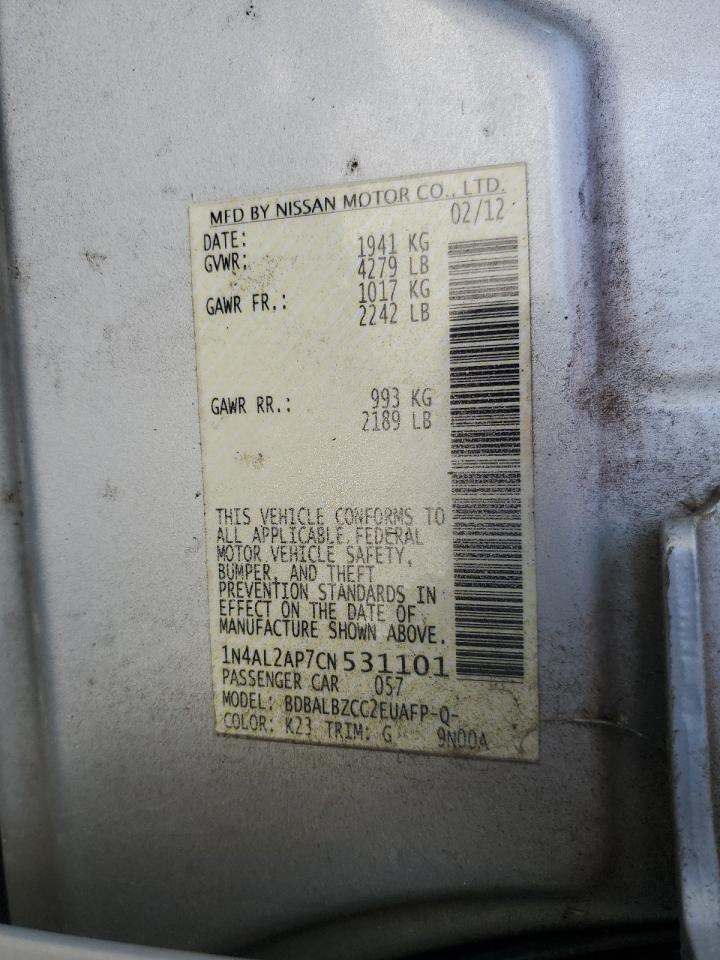 MFD BY NISSAN MOTOR CO., LTD.
DATE: 02/12
GVWR: 1941 KG
4279 LB
GAWR FR.: 1017 KG
2242 LB
GAWR RR.: 993 KG
2189 LB
THIS VEHICLE CONFORMS TO
ALL APPLICABLE FEDERAL
MOTOR VEHICLE SAFETY,
BUMPER, AND THEFT
PREVENTION STANDARDS IN
EFFECT ON THE DATE OF
MANUFACTURE SHOWN ABOVE.
1N4AL2AP7CN 531101
PASSENGER CAR 057
MODEL: BDBALBZCC2EUAFP-Q-
COLOR: K23 TRIM: G 9N00A